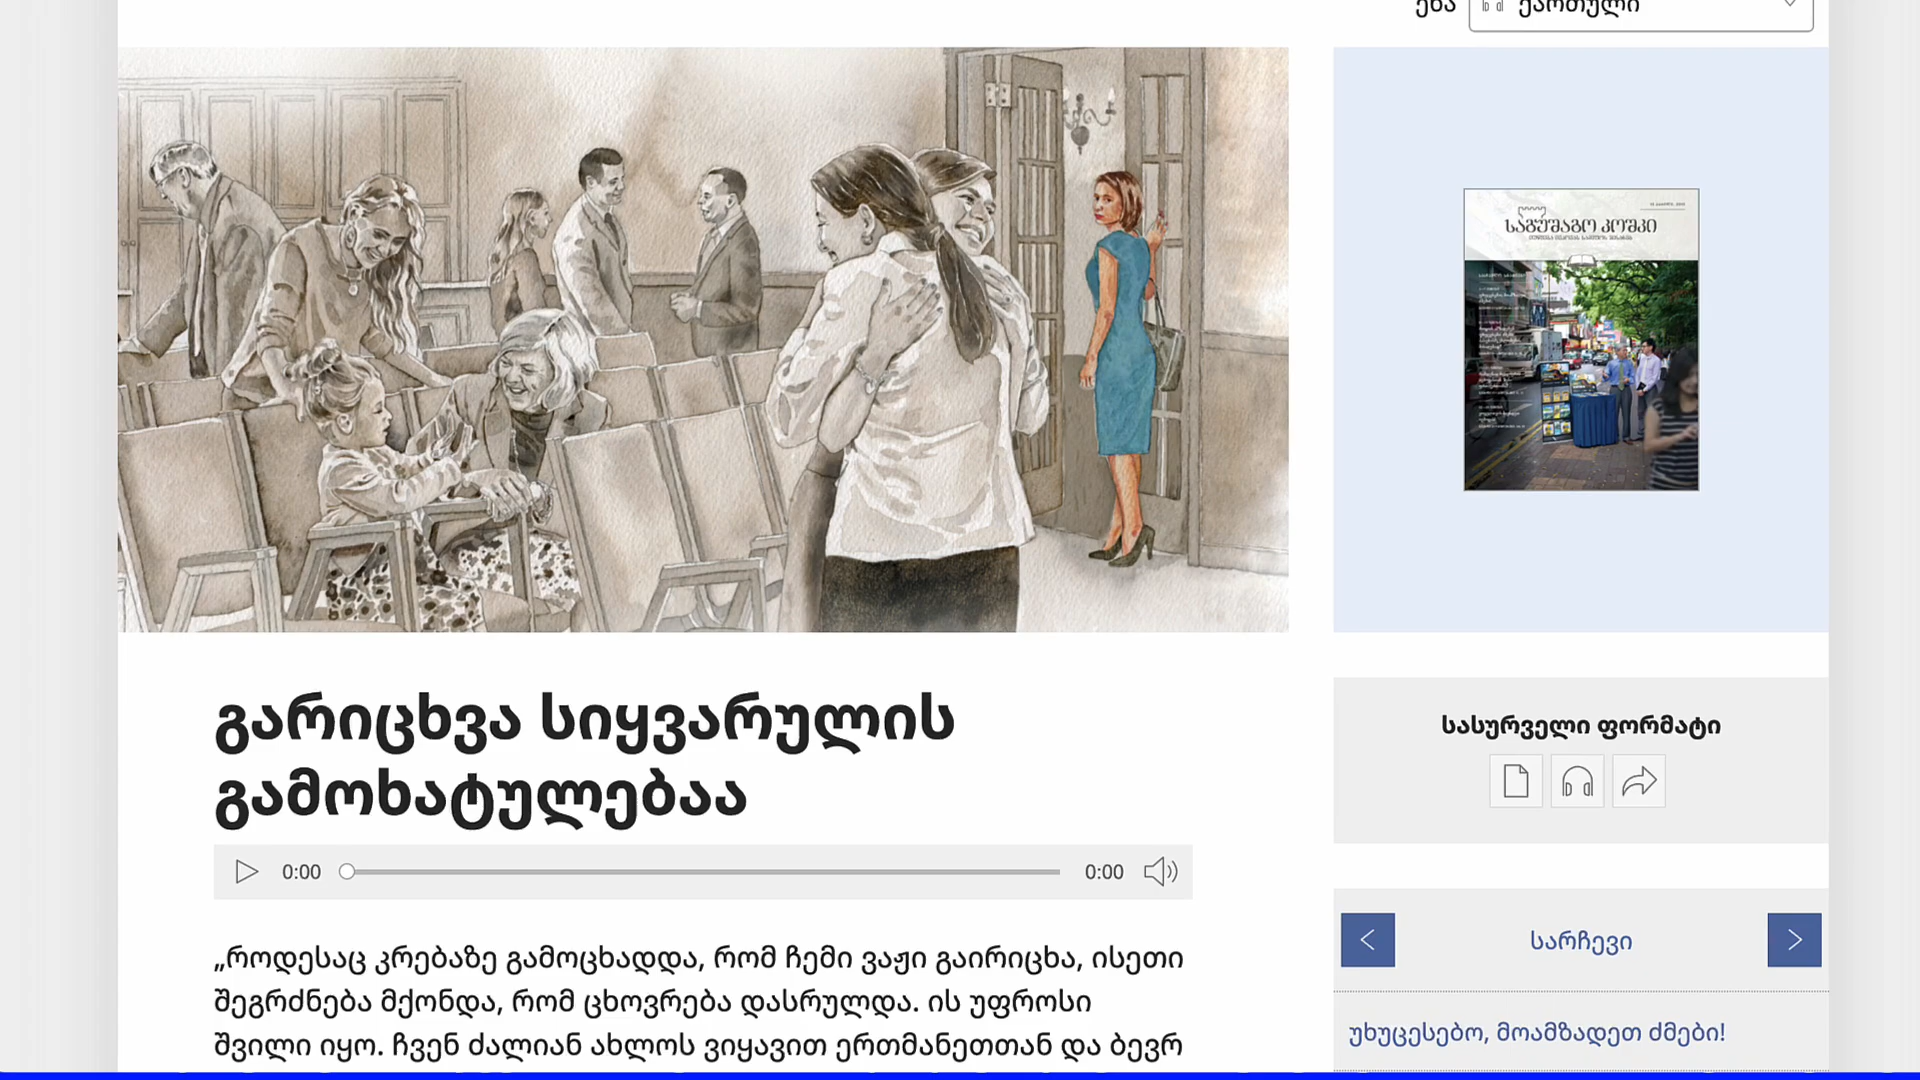 ენა ქართული
საგუშაგო კოშკი
გარიცხვა სიყვარულის
გამოხატულებაა
0:00 0:00
„როდესაც კრებაზე გამოცხადდა, რომ ჩემი ვაჟი გაირიცხა, ისეთი
შეგრძნება მქონდა, რომ ცხოვრება დასრულდა. ის უფროსი
შვილი იყო. ჩვენ ძალიან ახლოს ვიყავით ერთმანეთთან და ბევრ
სასურველი ფორმატი
სარჩევი
უხუცესებო, მოამზადეთ ძმები!